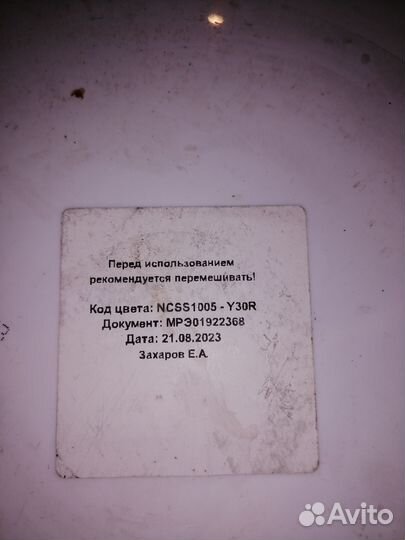 Перед использованием
рекомендуется перемешивать!
Код цвета: NCSS1005 - Y30R
Документ: МРЭ01922368
Дата: 21.08.2023
Захаров Е.А.
Avito